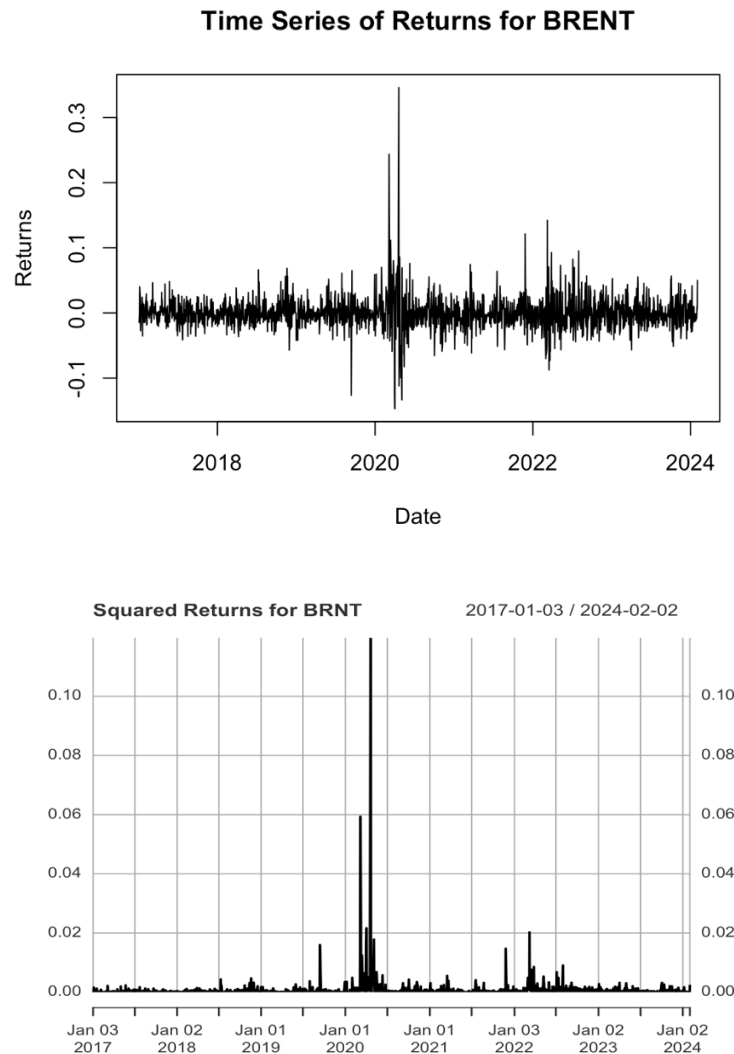 Time Series of Returns for BRENT
0.3
0.2
0.1
0.0
-0.1
Returns
2018 2020 2022 2024
Date
Squared Returns for BRNT 2017-01-03 / 2024-02-02
0.10 0.10
0.08 0.08
0.06 0.06
0.04 0.04
0.02 0.02
0.00 0.00
Jan 03 Jan 02 Jan 01 Jan 01 Jan 01 Jan 03 Jan 02 Jan 02
2017 2018 2019 2020 2021 2022 2023 2024